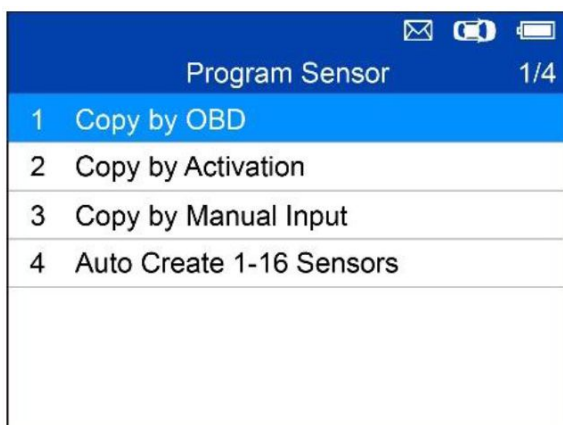 Program Sensor 1/4
1 Copy by OBD
2 Copy by Activation
3 Copy by Manual Input
4 Auto Create 1-16 Sensors